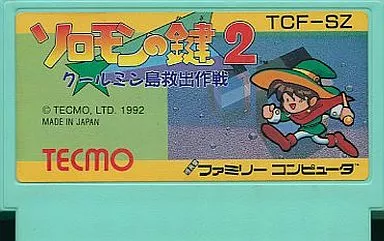 TCF-SZ
ソロモンの鍵2
クールミン島救出作戦
© TECMO, LTD. 1992
MADE IN JAPAN
TECMO
ファミリー コンピュータ